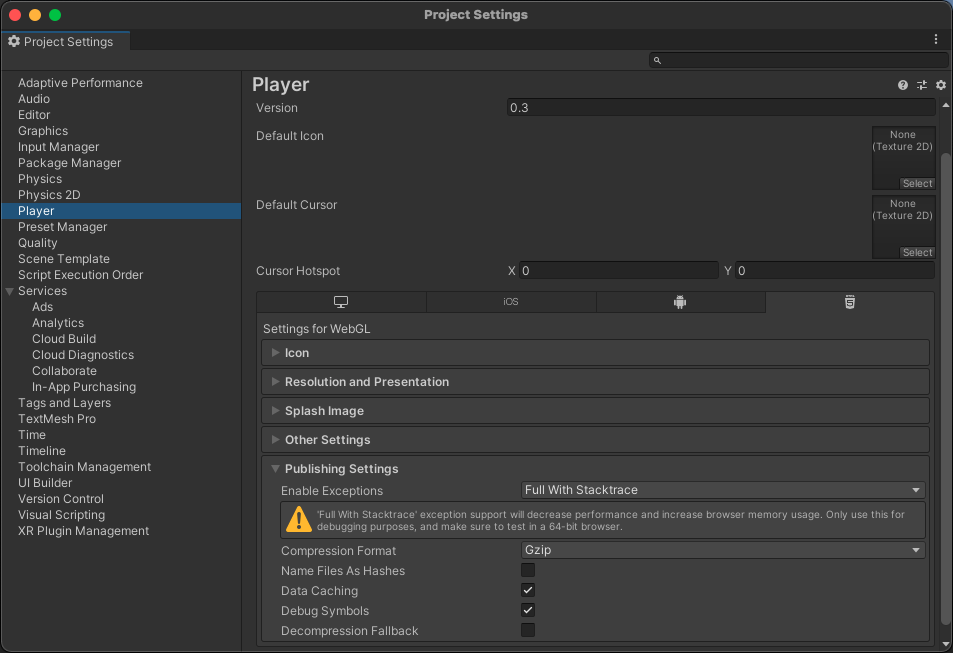 Project Settings
Project Settings
Adaptive Performance
Audio
Editor
Graphics
Input Manager
Package Manager
Physics
Physics 2D
Player
Preset Manager
Quality
Scene Template
Script Execution Order
Services
Ads
Analytics
Cloud Build
Cloud Diagnostics
Collaborate
In-App Purchasing
Tags and Layers
TextMesh Pro
Time
Timeline
Toolchain Management
UI Builder
Version Control
Visual Scripting
XR Plugin Management
Player
Version 0.3
Default Icon
None
(Texture 2D)
Select
Default Cursor
None
(Texture 2D)
Select
Cursor Hotspot X 0 Y 0
iOS
Settings for WebGL
Icon
Resolution and Presentation
Splash Image
Other Settings
Publishing Settings
Enable Exceptions Full With Stacktrace
'Full With Stacktrace' exception support will decrease performance and increase browser memory usage. Only use this for
debugging purposes, and make sure to test in a 64-bit browser.
Compression Format Gzip
Name Files As Hashes
Data Caching
Debug Symbols
Decompression Fallback